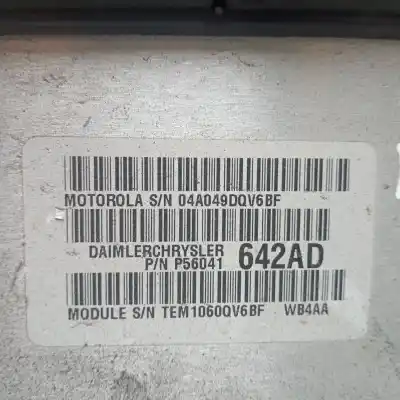 MOTOROLA S/N 04A049DQV6BF
DAIMLERCHRYSLER
P/N P56041 642AD
MODULE S/N TEM1060QV6BF WB4AA